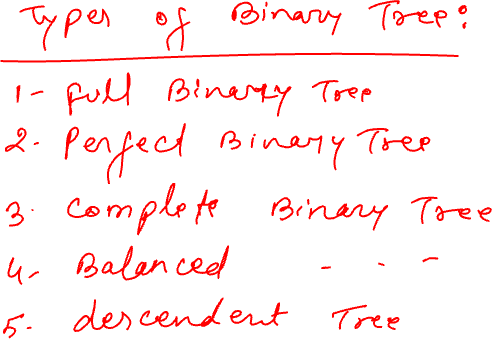 Types of Binary Tree:
1- Full Binary Tree
2- Perfect Binary Tree
3- Complete Binary Tree
4- Balanced - - -
5- descendent Tree